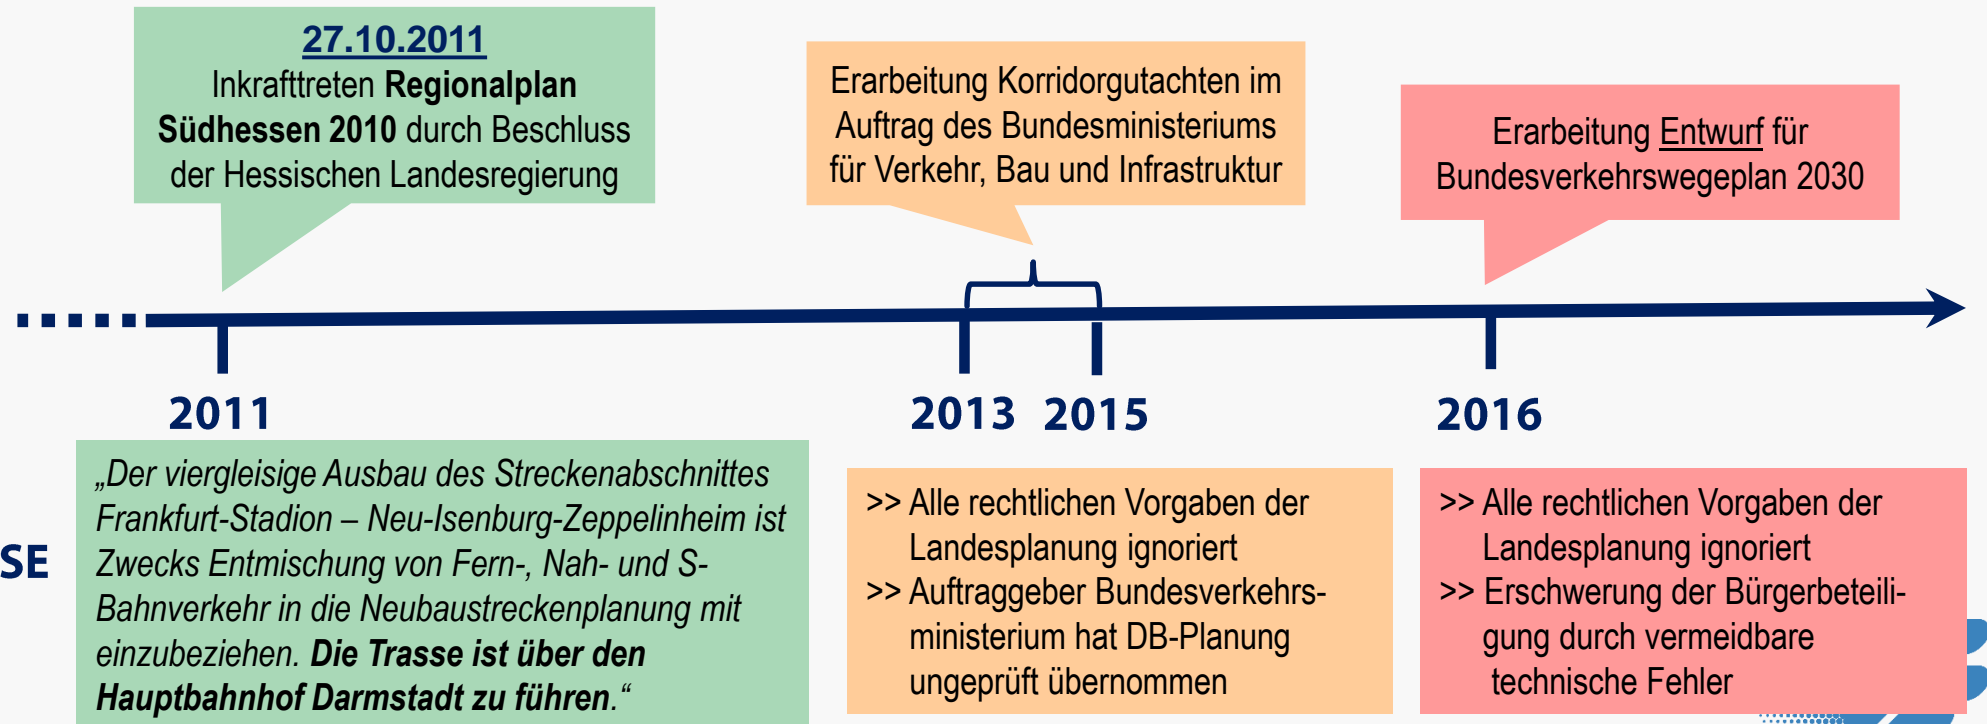 27.10.2011
Inkrafttreten Regionalplan
Südhessen 2010 durch Beschluss
der Hessischen Landesregierung
Erarbeitung Korridorgutachten im
Auftrag des Bundesministeriums
für Verkehr, Bau und Infrastruktur
Erarbeitung Entwurf für
Bundesverkehrswegeplan 2030
2011
2013
2015
2016
SE
„Der viergleisige Ausbau des Streckenabschnittes
Frankfurt-Stadion – Neu-Isenburg-Zeppelinheim ist
Zwecks Entmischung von Fern-, Nah- und S-
Bahnverkehr in die Neubaustreckenplanung mit
einzubeziehen. Die Trasse ist über den
Hauptbahnhof Darmstadt zu führen.“
>> Alle rechtlichen Vorgaben der
Landesplanung ignoriert
>> Auftraggeber Bundesverkehrs-
ministerium hat DB-Planung
ungeprüft übernommen
>> Alle rechtlichen Vorgaben der
Landesplanung ignoriert
>> Erschwerung der Bürgerbeteili-
gung durch vermeidbare
technische Fehler